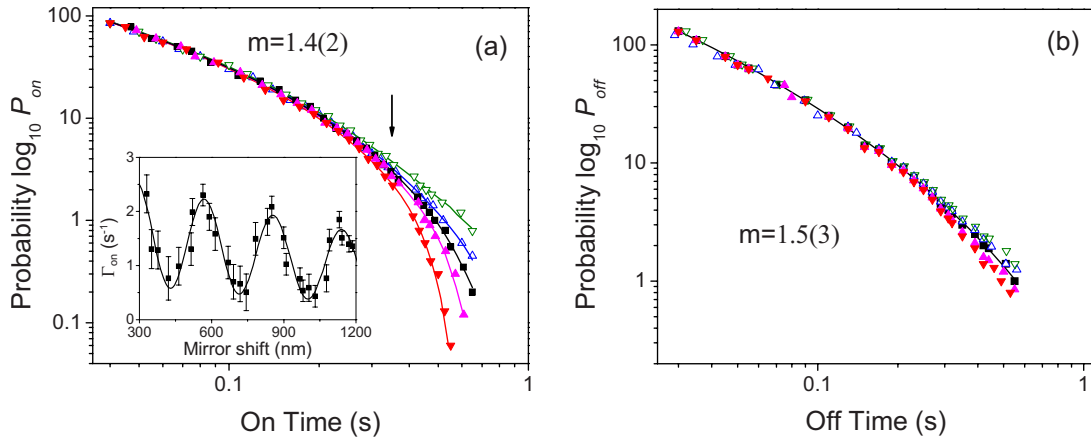 (a)
m=1.4(2)
Probability log10 Pon
100
10
1
0.1
0.1
1
On Time (s)
Γon (s-1)
3
2
1
0
300
600
900
1200
Mirror shift (nm)
(b)
m=1.5(3)
Probability log10 Poff
100
10
1
0.1
1
Off Time (s)